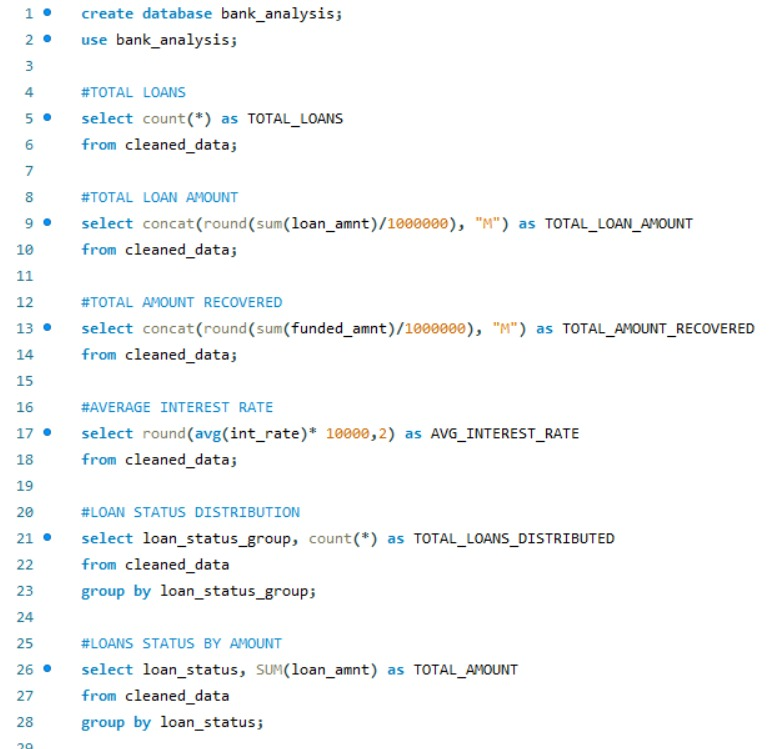 1 create database bank_analysis;
2 use bank_analysis;
3
4 #TOTAL LOANS
5 select count(*) as TOTAL_LOANS
6 from cleaned_data;
7
8 #TOTAL LOAN AMOUNT
9 select concat(round(sum(loan_amnt)/1000000), "M") as TOTAL_LOAN_AMOUNT
10 from cleaned_data;
11
12 #TOTAL AMOUNT RECOVERED
13 select concat(round(sum(funded_amnt)/1000000), "M") as TOTAL_AMOUNT_RECOVERED
14 from cleaned_data;
15
16 #AVERAGE INTEREST RATE
17 select round(avg(int_rate)* 10000,2) as AVG_INTEREST_RATE
18 from cleaned_data;
19
20 #LOAN STATUS DISTRIBUTION
21 select loan_status_group, count(*) as TOTAL_LOANS_DISTRIBUTED
22 from cleaned_data
23 group by loan_status_group;
24
25 #LOANS STATUS BY AMOUNT
26 select loan_status, SUM(loan_amnt) as TOTAL_AMOUNT
27 from cleaned_data
28 group by loan_status;
29